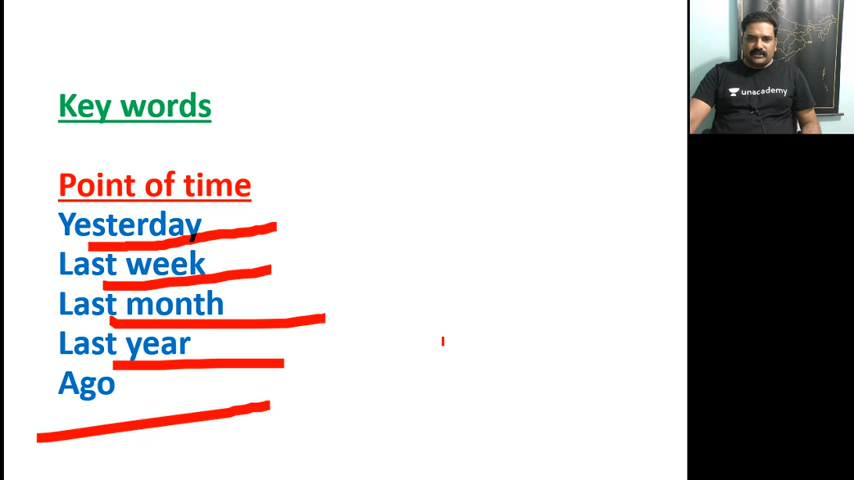 Key words
Point of time
Yesterday
Last week
Last month
Last year
Ago
unacademy